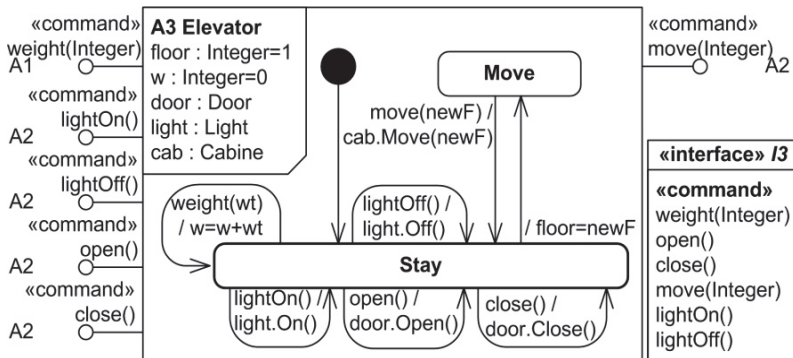 «command»
weight(Integer)
A1
«command»
lightOn()
A2
«command»
lightOff()
A2
open()
A2
«command»
close()
A2
A3 Elevator
floor : Integer=1
w : Integer=0
door : Door
light : Light
cab : Cabine
Move
move(newF) /
cab.Move(newF)
weight(wt)
/ w=w+wt
lightOff() /
light.Off()
/ floor=newF
Stay
lightOn() /
light.On()
open() /
door.Open()
close() /
door.Close()
«command»
move(Integer)
A2
«interface» I3
«command»
weight(Integer)
open()
close()
move(Integer)
lightOn()
lightOff()